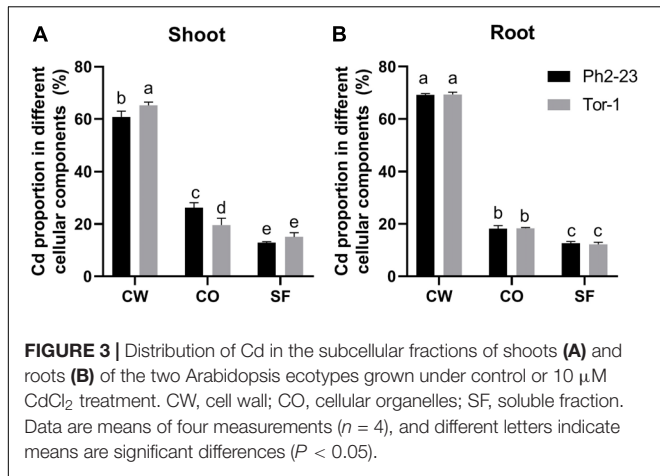 A
Shoot
B
Root
Cd proportion in different
cellular components (%)
80
60
40
20
0
b
a
c
d
e
e
CW
CO
SF
Cd proportion in different
cellular components (%)
80
60
40
20
0
a
a
b
b
c
c
CW
CO
SF
Ph2-23
Tor-1
FIGURE 3 | Distribution of Cd in the subcellular fractions of shoots (A) and
roots (B) of the two Arabidopsis ecotypes grown under control or 10 μM
CdCl₂ treatment. CW, cell wall; CO, cellular organelles; SF, soluble fraction.
Data are means of four measurements (n = 4), and different letters indicate
means are significant differences (P < 0.05).